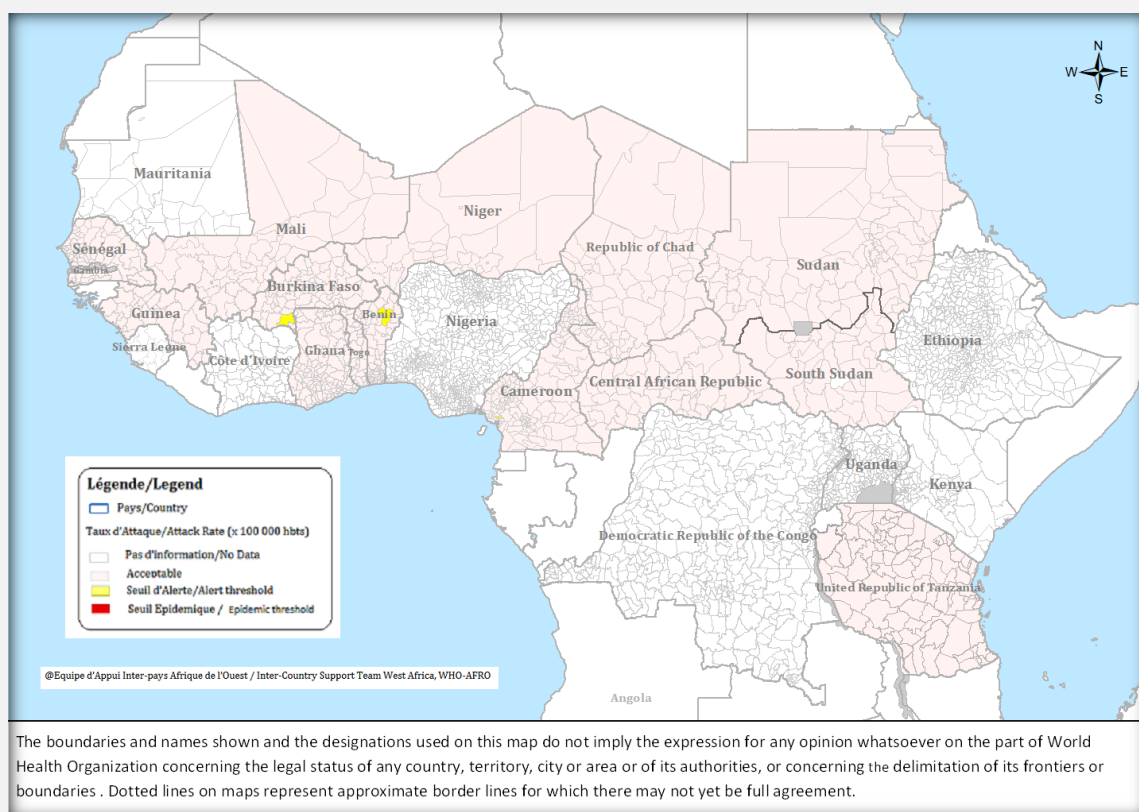 N
W E
S
Mauritania
Mali
Niger
Republic of Chad
Sudan
Sénégal
Gambia
Burkina Faso
Guinea
Benin
Nigeria
Sierra Leone
Côte d'Ivoire
Ghana
Togo
Ethiopia
Cameroon
Central African Republic
South Sudan
Uganda
Kenya
Democratic Republic of the Congo
United Republic of Tanzania
Angola
Légende/Legend
Pays/Country
Taux d'Attaque/Attack Rate (x 100 000 hbts)
Pas d'information/No Data
Acceptable
Seuil d'Alerte/Alert threshold
Seuil Epidemique / Epidemic threshold
@Equipe d'Appui Inter-pays Afrique de l'Ouest / Inter-Country Support Team West Africa, WHO-AFRO
The boundaries and names shown and the designations used on this map do not imply the expression for any opinion whatsoever on the part of World
Health Organization concerning the legal status of any country, territory, city or area or of its authorities, or concerning the delimitation of its frontiers or
boundaries . Dotted lines on maps represent approximate border lines for which there may not yet be full agreement.